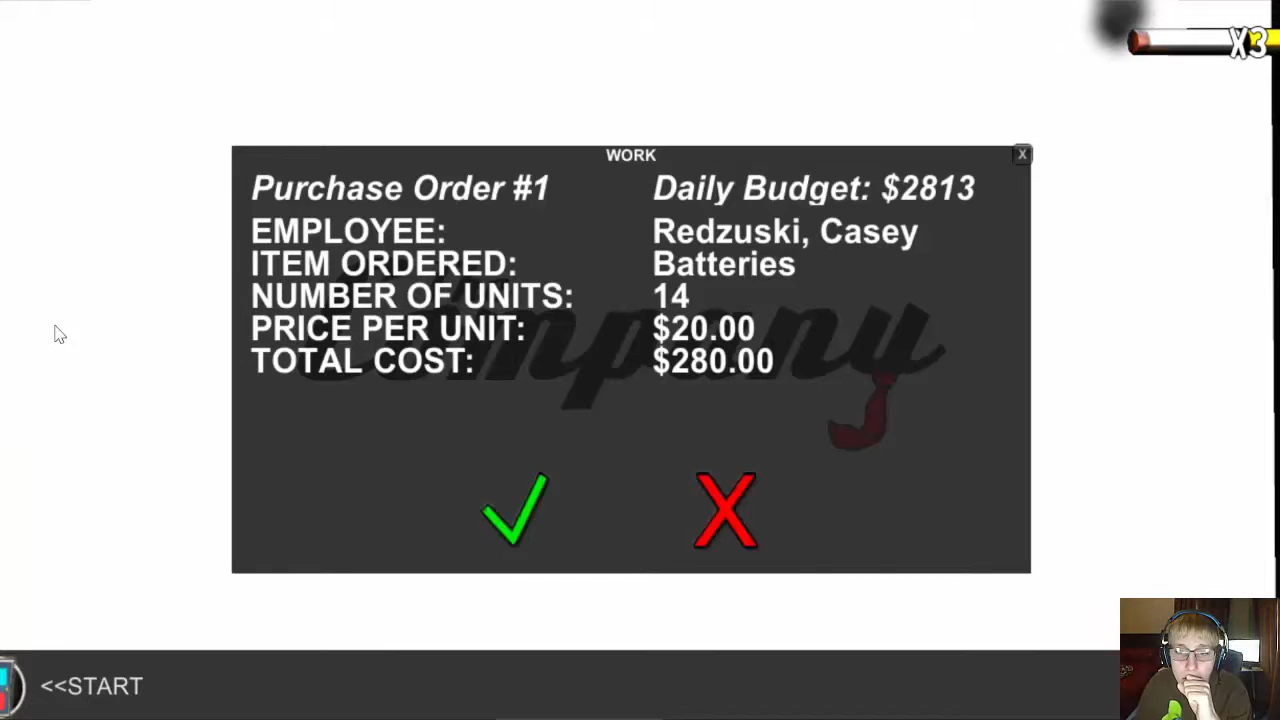 X3
WORK
X
Purchase Order #1 Daily Budget: $2813
EMPLOYEE: Redzuski, Casey
ITEM ORDERED: Batteries
NUMBER OF UNITS: 14
PRICE PER UNIT: $20.00
TOTAL COST: $280.00
Company
<<START